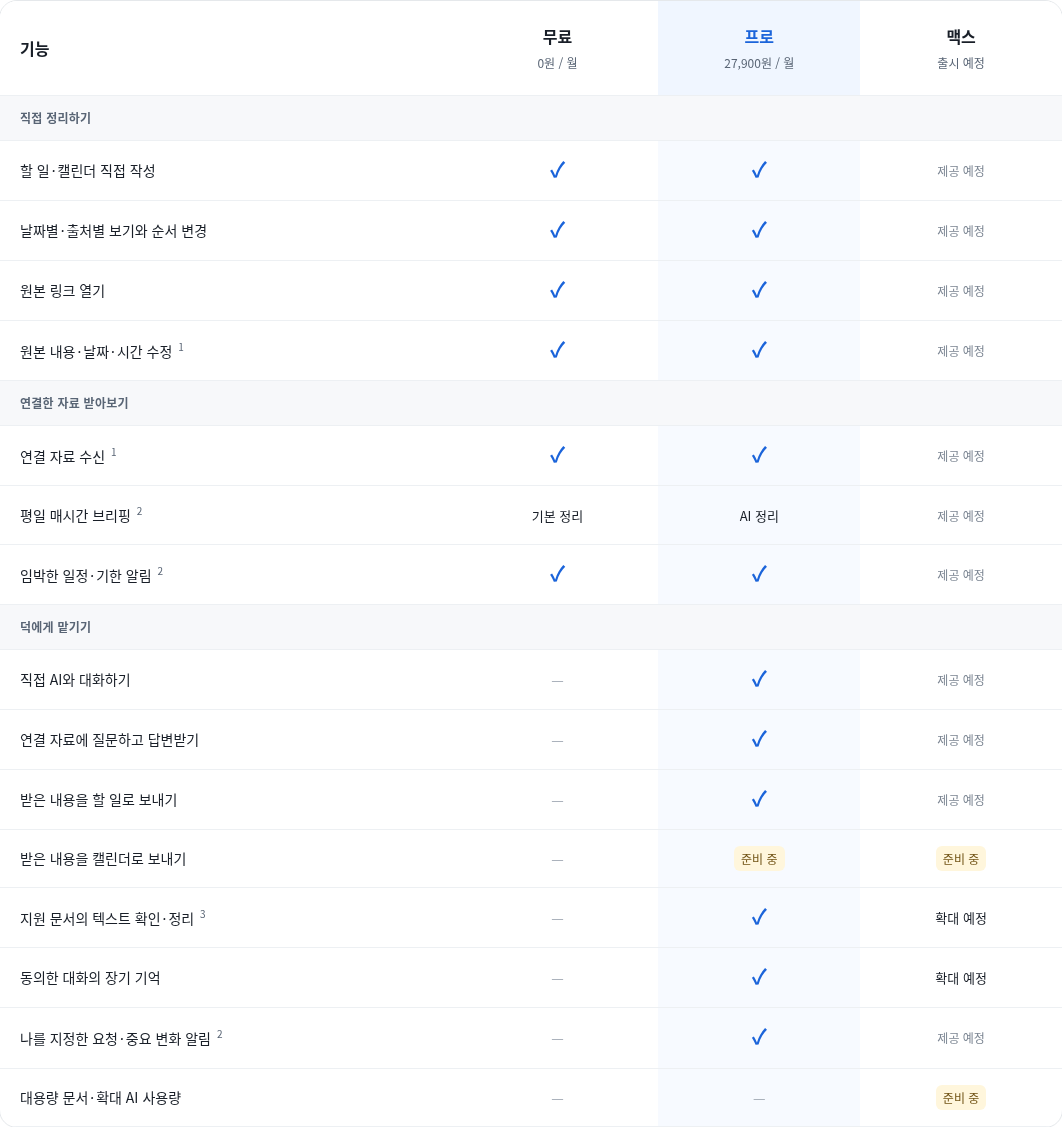 기능 무료 프로 맥스
0원 / 월 27,900원 / 월 출시 예정
직접 정리하기
할 일·캘린더 직접 작성 ✓ ✓ 제공 예정
날짜별·출처별 보기와 순서 변경 ✓ ✓ 제공 예정
원본 링크 열기 ✓ ✓ 제공 예정
원본 내용·날짜·시간 수정 1 ✓ ✓ 제공 예정
연결한 자료 받아보기
연결 자료 수신 1 ✓ ✓ 제공 예정
평일 매시간 브리핑 2 기본 정리 AI 정리 제공 예정
임박한 일정·기한 알림 2 ✓ ✓ 제공 예정
덕에게 맡기기
직접 AI와 대화하기 — ✓ 제공 예정
연결 자료에 질문하고 답변받기 — ✓ 제공 예정
받은 내용을 할 일로 보내기 — ✓ 제공 예정
받은 내용을 캘린더로 보내기 — 준비 중 준비 중
지원 문서의 텍스트 확인·정리 3 — ✓ 확대 예정
동의한 대화의 장기 기억 — ✓ 확대 예정
나를 지정한 요청·중요 변화 알림 2 — ✓ 제공 예정
대용량 문서·확대 AI 사용량 — — 준비 중